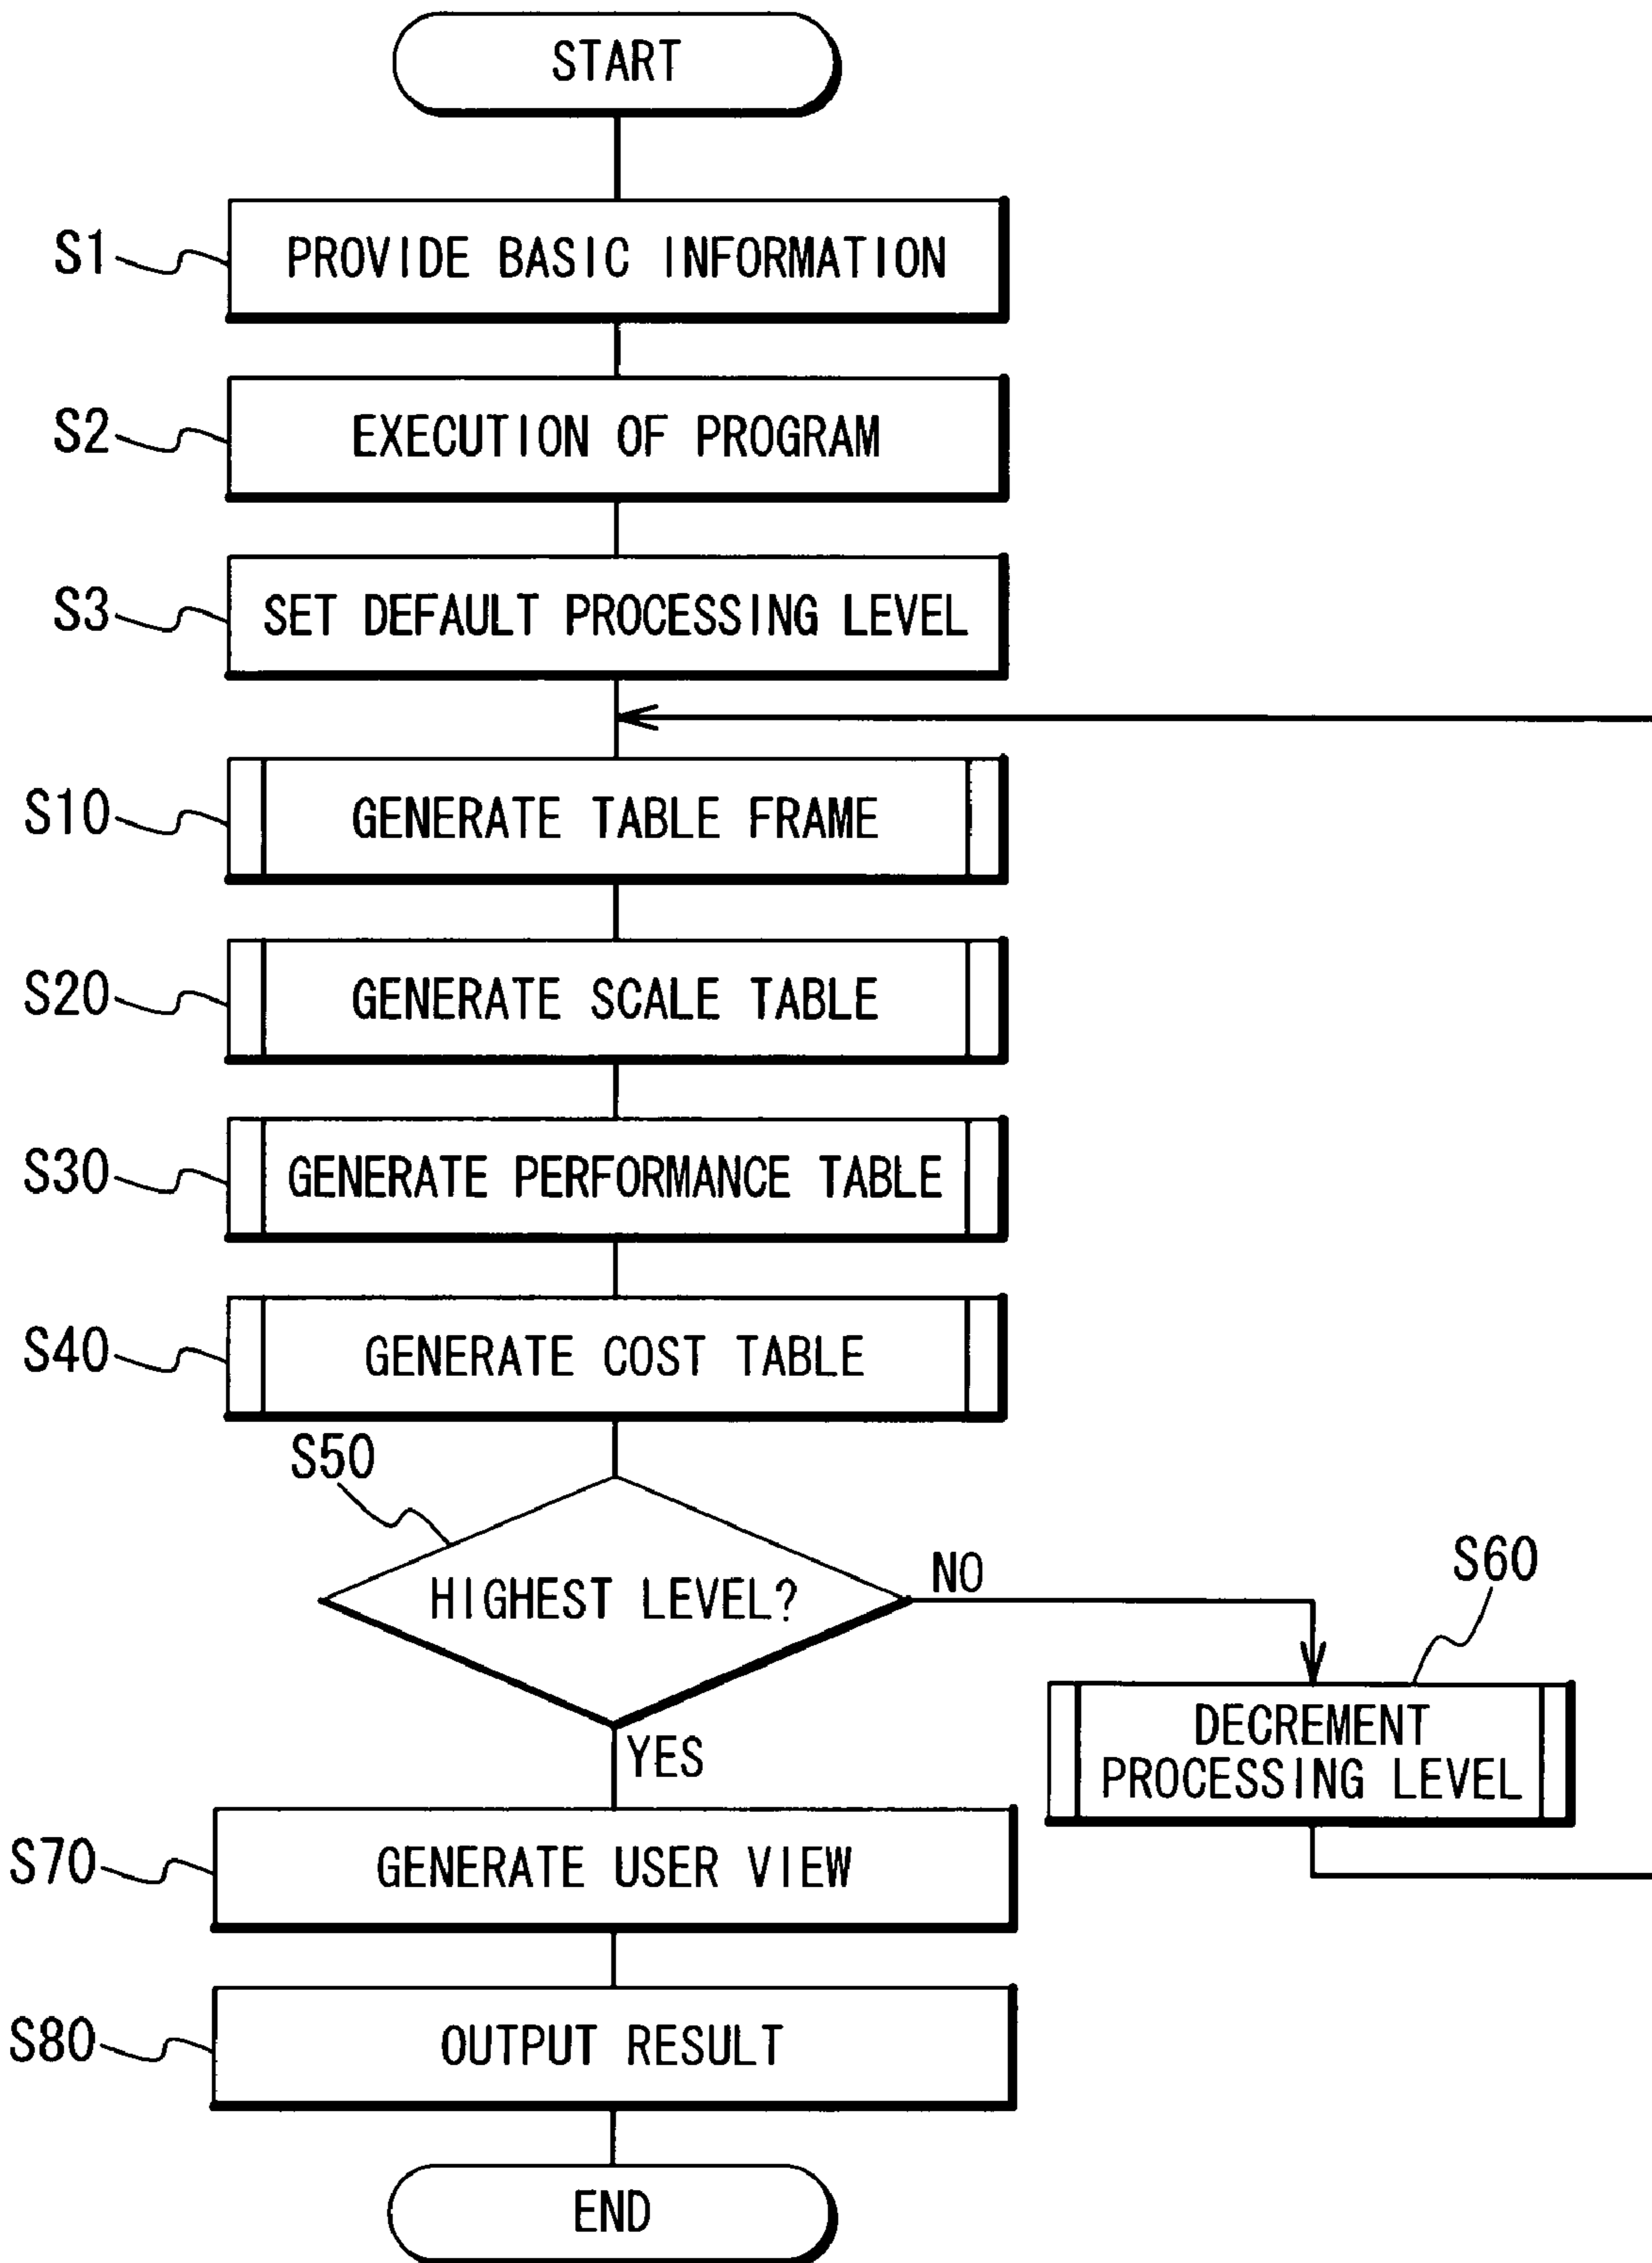 START
S1
PROVIDE BASIC INFORMATION
S2
EXECUTION OF PROGRAM
S3
SET DEFAULT PROCESSING LEVEL
S10
GENERATE TABLE FRAME
S20
GENERATE SCALE TABLE
S30
GENERATE PERFORMANCE TABLE
S40
GENERATE COST TABLE
S50
HIGHEST LEVEL?
NO
S60
DECREMENT
PROCESSING LEVEL
YES
S70
GENERATE USER VIEW
S80
OUTPUT RESULT
END